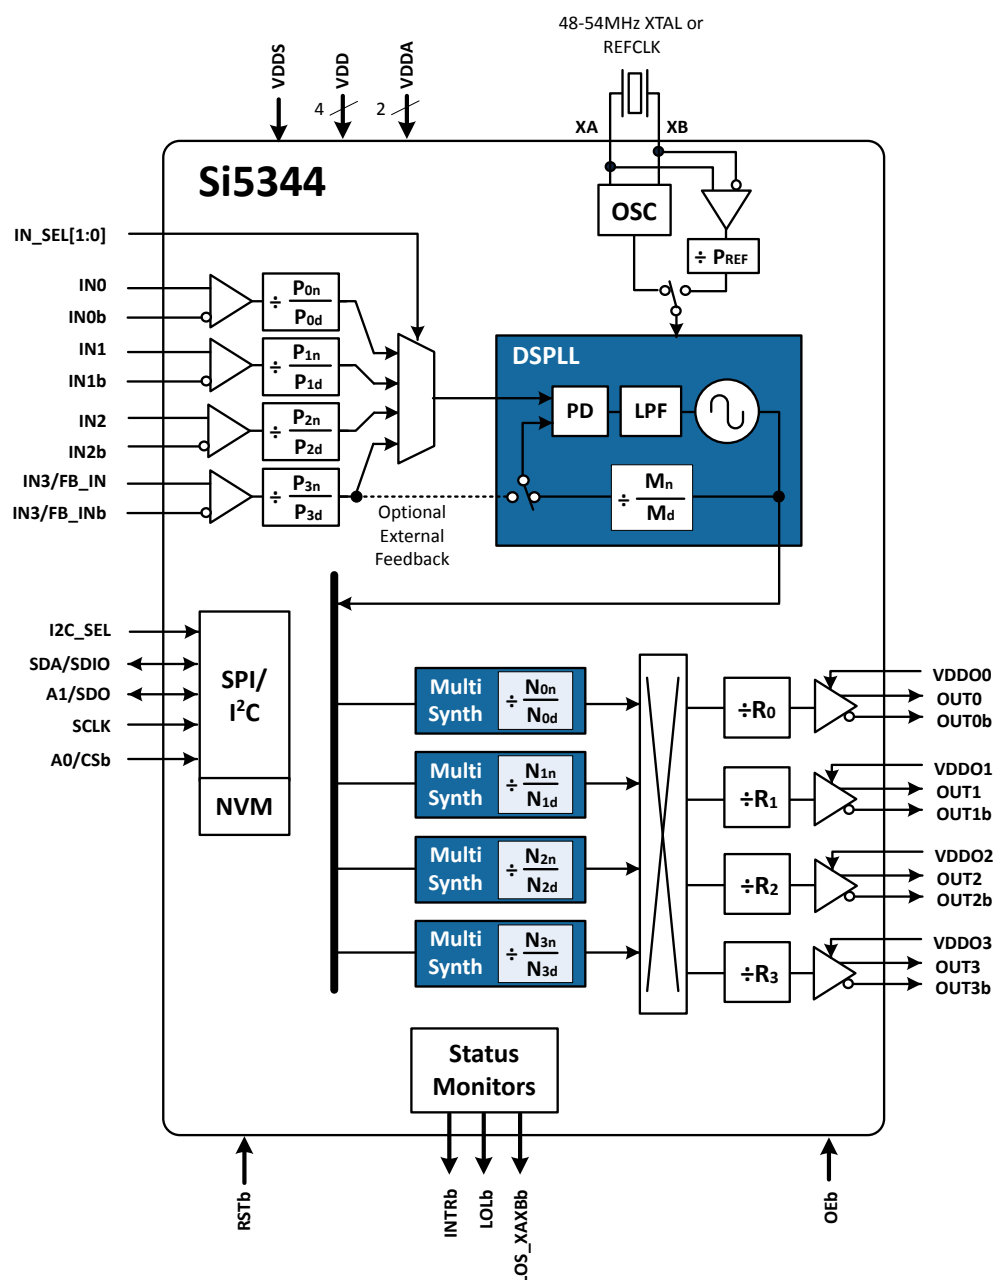 48-54MHz XTAL or
REFCLK
VDDS
VDD
VDDA
4
2
XA
XB
Si5344
OSC
÷ PREF
IN_SEL[1:0]
IN0
IN0b
÷ P0n
P0d
IN1
IN1b
÷ P1n
P1d
IN2
IN2b
÷ P2n
P2d
IN3/FB_IN
IN3/FB_INb
÷ P3n
P3d
DSPLL
PD
LPF
÷ Mn
Md
Optional
External
Feedback
I2C_SEL
SDA/SDIO
A1/SDO
SCLK
A0/CSb
SPI/
I²C
NVM
Multi
Synth
÷ N0n
N0d
Multi
Synth
÷ N1n
N1d
Multi
Synth
÷ N2n
N2d
Multi
Synth
÷ N3n
N3d
÷R0
÷R1
÷R2
÷R3
VDDO0
OUT0
OUT0b
VDDO1
OUT1
OUT1b
VDDO2
OUT2
OUT2b
VDDO3
OUT3
OUT3b
Status
Monitors
RSTb
INTRb
LOLb
LOS_XAXBb
OEb